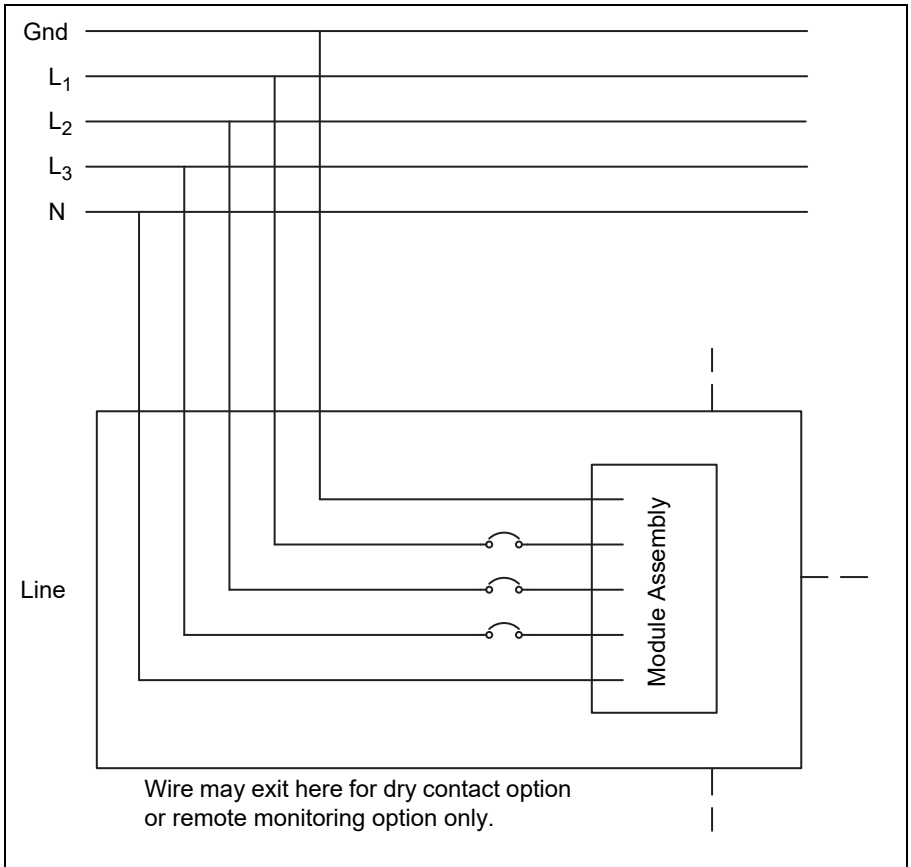 Gnd
L₁
L₂
L₃
N
Line
Module Assembly
Wire may exit here for dry contact option
or remote monitoring option only.